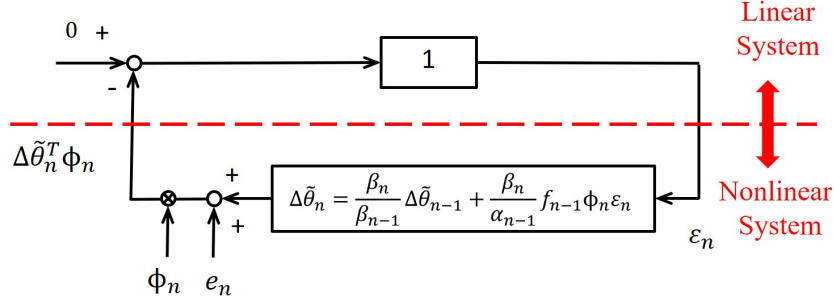 0 +
-
1
Linear
System
Δθ̃ₙᵀϕₙ
+
+
Δθ̃ₙ = βₙ/βₙ₋₁ Δθ̃ₙ₋₁ + βₙ/αₙ₋₁ fₙ₋₁ϕₙεₙ
Nonlinear
System
εₙ
ϕₙ eₙ